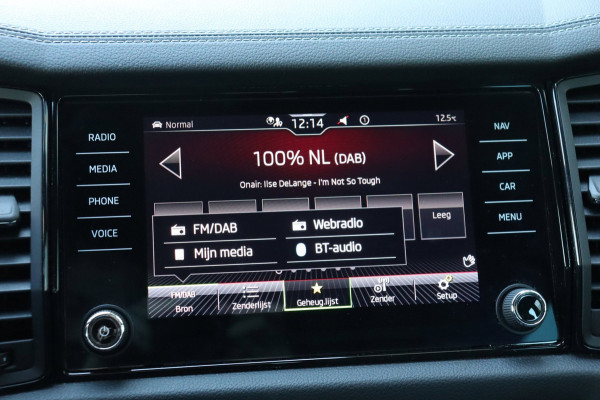 Normal 12:14 12.5℃
100% NL (DAB)
Onair: Ilse DeLange - I'm Not So Tough
Leeg
FM/DAB Webradio
Mijn media BT-audio
FM/DAB
Bron Zenderlijst Geheug.lijst Zender Setup
RADIO
MEDIA
PHONE
VOICE
NAV
APP
CAR
MENU